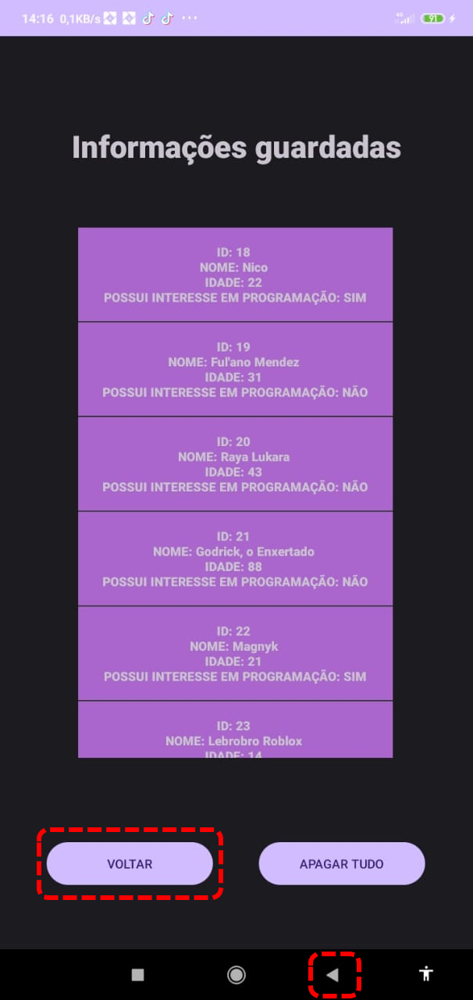 14:16 0,1KB/s
4G
91
Informações guardadas
ID: 18
NOME: Nico
IDADE: 22
POSSUI INTERESSE EM PROGRAMAÇÃO: SIM
ID: 19
NOME: Ful'ano Mendez
IDADE: 31
POSSUI INTERESSE EM PROGRAMAÇÃO: NÃO
ID: 20
NOME: Raya Lukara
IDADE: 43
POSSUI INTERESSE EM PROGRAMAÇÃO: NÃO
ID: 21
NOME: Godrick, o Enxertado
IDADE: 88
POSSUI INTERESSE EM PROGRAMAÇÃO: NÃO
ID: 22
NOME: Magnyk
IDADE: 21
POSSUI INTERESSE EM PROGRAMAÇÃO: SIM
ID: 23
NOME: Lebrobro Roblox
IDADE: 14
VOLTAR
APAGAR TUDO